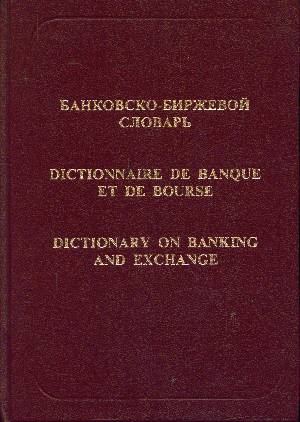 БАНКОВСКО-БИРЖЕВОЙ
СЛОВАРЬ
DICTIONNAIRE DE BANQUE
ET DE BOURSE
DICTIONARY ON BANKING
AND EXCHANGE